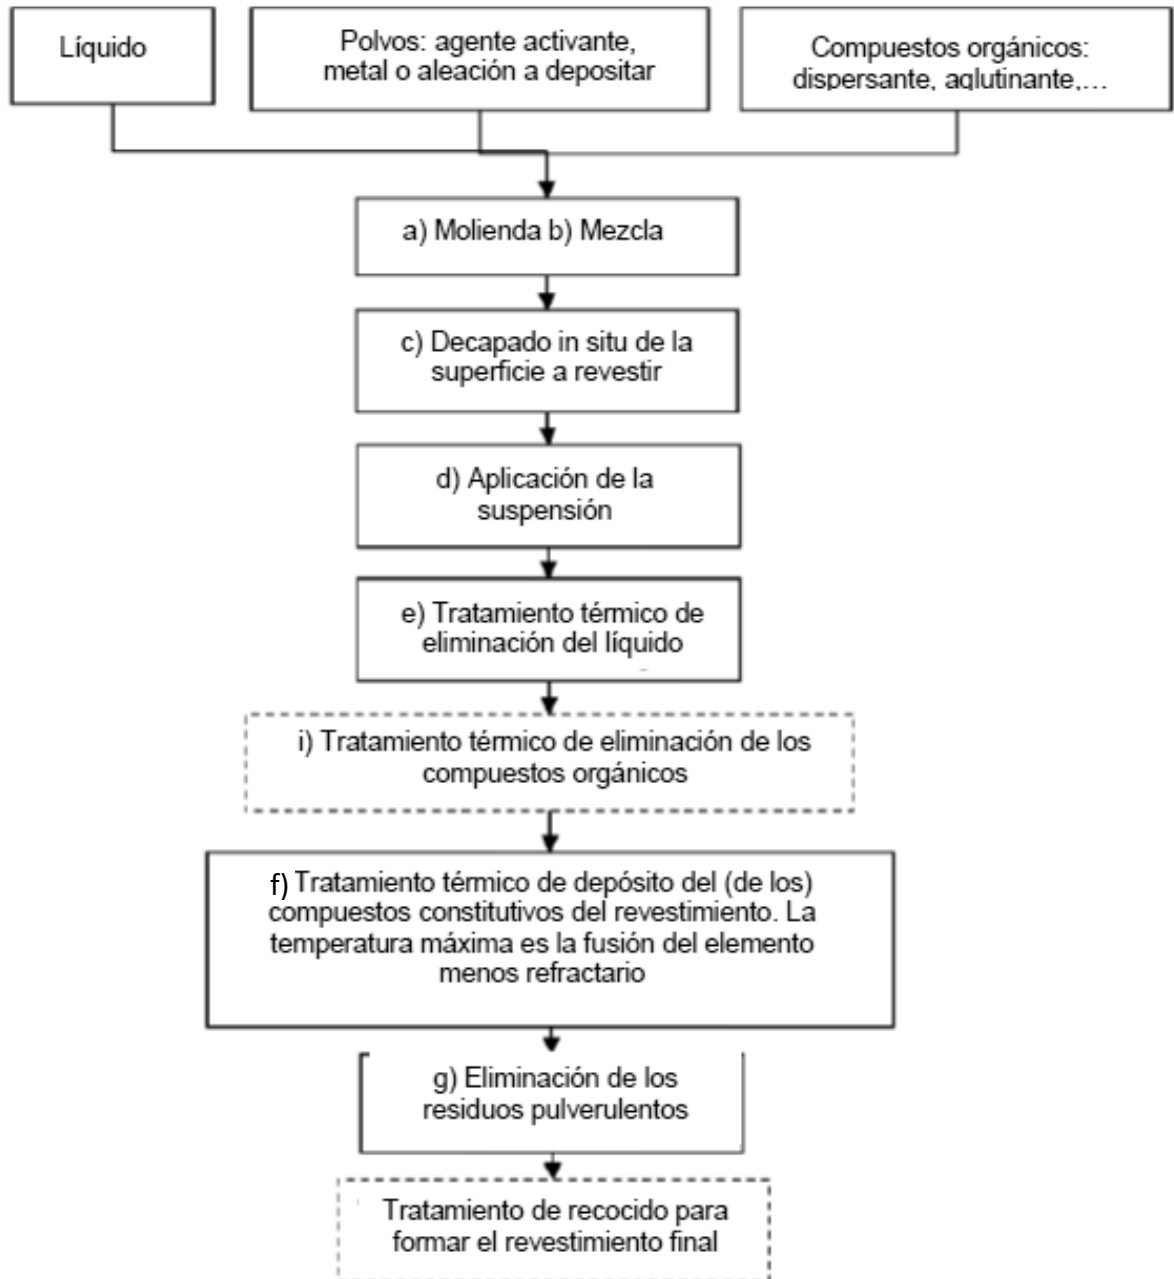 Líquido
Polvos: agente activante,
metal o aleación a depositar
Compuestos orgánicos:
dispersante, aglutinante,...
a) Molienda b) Mezcla
c) Decapado in situ de la
superficie a revestir
d) Aplicación de la
suspensión
e) Tratamiento térmico de
eliminación del líquido
i) Tratamiento térmico de eliminación de los
compuestos orgánicos
f) Tratamiento térmico de depósito del (de los)
compuestos constitutivos del revestimiento. La
temperatura máxima es la fusión del elemento
menos refractario
g) Eliminación de los
residuos pulverulentos
Tratamiento de recocido para
formar el revestimiento final